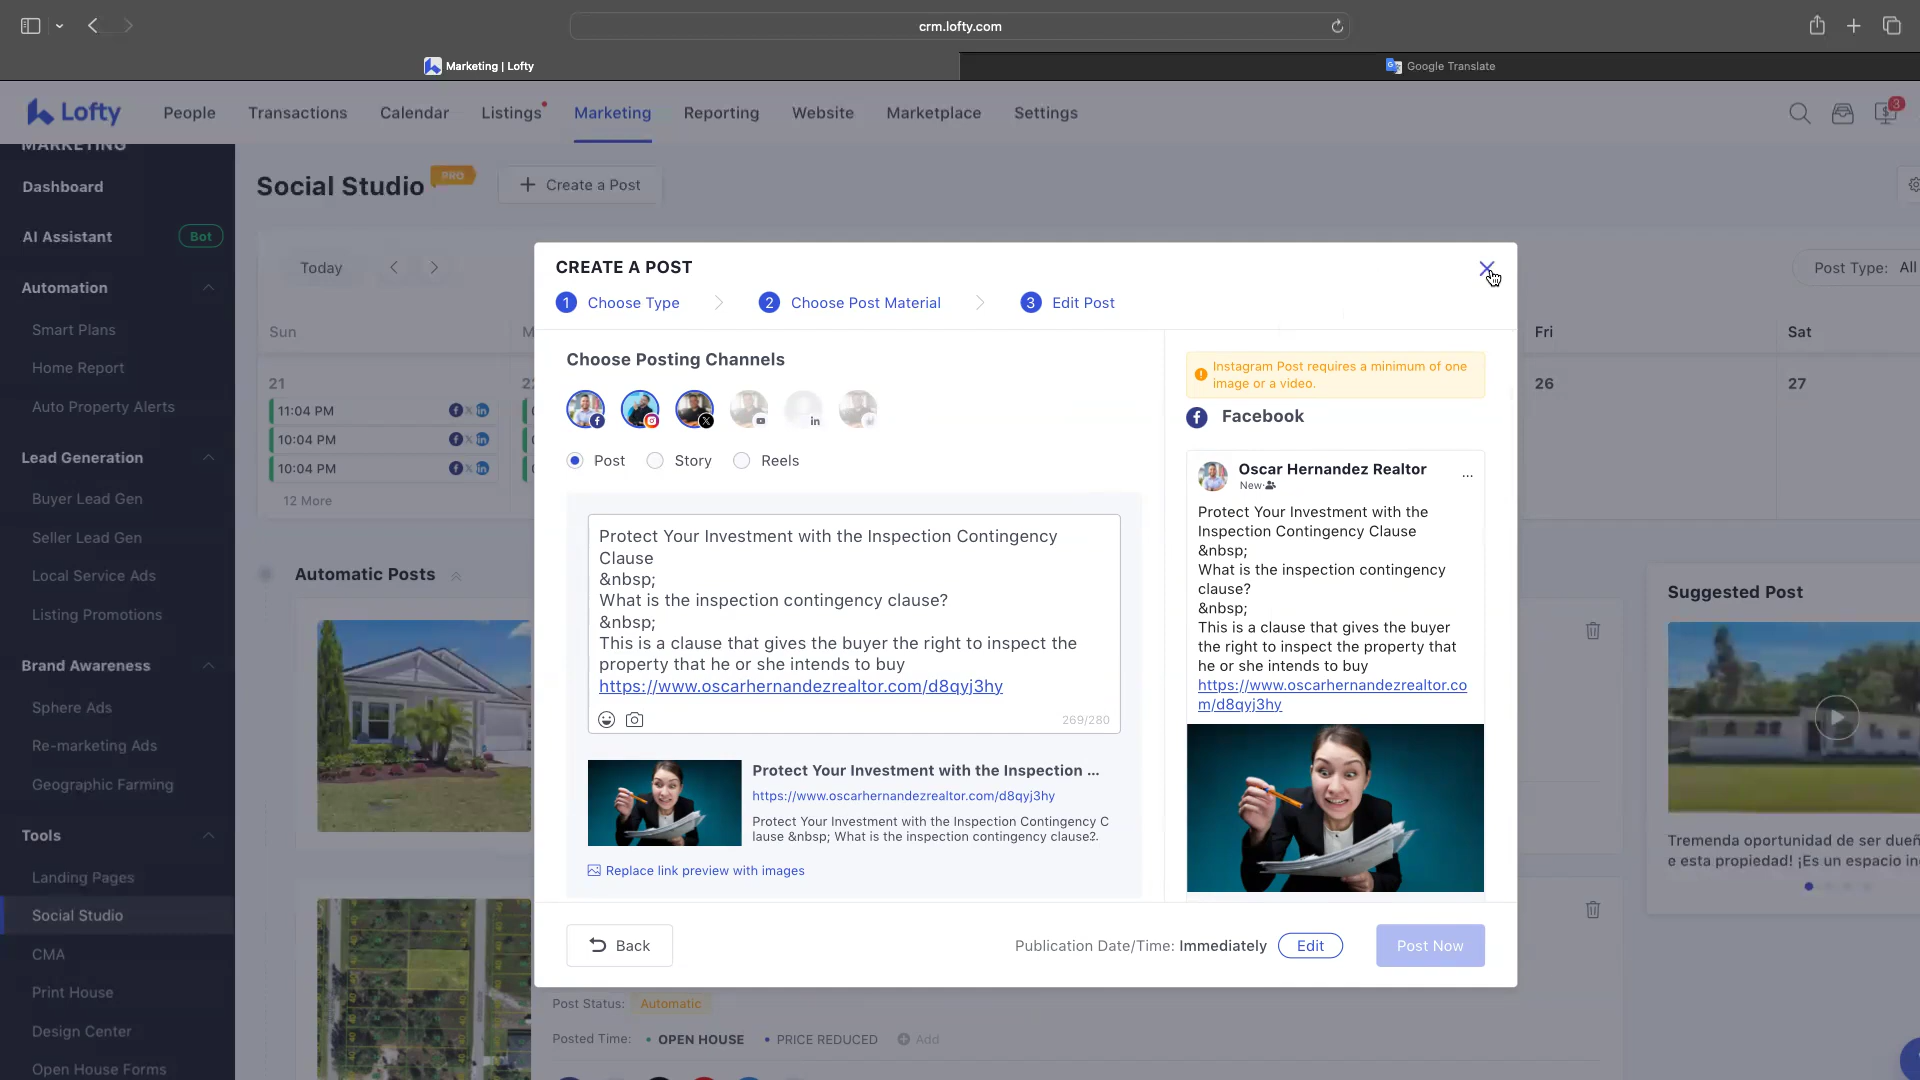 crm.lofty.com
Marketing | Lofty
Google Translate
Lofty
People
Transactions
Calendar
Listings
Marketing
Reporting
Website
Marketplace
Settings
3
MARKETING
Dashboard
AI Assistant
Bot
Automation
Smart Plans
Home Report
Auto Property Alerts
Lead Generation
Buyer Lead Gen
Seller Lead Gen
Local Service Ads
Listing Promotions
Brand Awareness
Sphere Ads
Re-marketing Ads
Geographic Farming
Tools
Landing Pages
Social Studio
CMA
Print House
Design Center
Open House Forms
Social Studio
PRO
Create a Post
Today
Post Type: All
Sun
Fri
Sat
21
26
27
11:04 PM
10:04 PM
10:04 PM
12 More
Automatic Posts
CREATE A POST
1 Choose Type
2 Choose Post Material
3 Edit Post
Choose Posting Channels
Post
Story
Reels
Protect Your Investment with the Inspection Contingency
Clause
&nbsp;
What is the inspection contingency clause?
&nbsp;
This is a clause that gives the buyer the right to inspect the
property that he or she intends to buy
https://www.oscarhernandezrealtor.com/d8qyj3hy
269/280
Protect Your Investment with the Inspection ...
https://www.oscarhernandezrealtor.com/d8qyj3hy
Protect Your Investment with the Inspection Contingency C
lause &nbsp; What is the inspection contingency clause?.
Replace link preview with images
Instagram Post requires a minimum of one
image or a video.
Facebook
Oscar Hernandez Realtor
New
Protect Your Investment with the
Inspection Contingency Clause
&nbsp;
What is the inspection contingency
clause?
&nbsp;
This is a clause that gives the buyer
the right to inspect the property that
he or she intends to buy
https://www.oscarhernandezrealtor.co
m/d8qyj3hy
Back
Publication Date/Time: Immediately
Edit
Post Now
Suggested Post
Tremenda oportunidad de ser dueñ
e esta propiedad! ¡Es un espacio in
Post Status: Automatic
Posted Time:
OPEN HOUSE
PRICE REDUCED
Add